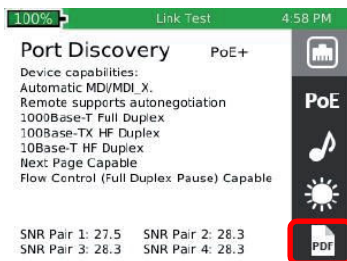 100% Link Test 4:58 PM
Port Discovery PoE+
Device capabilities:
Automatic MDI/MDI_X.
Remote supports autonegotiation
1000Base-T Full Duplex
100Base-TX HF Duplex
10Base-T HF Duplex
Next Page Capable
Flow Control (Full Duplex Pause) Capable
SNR Pair 1: 27.5 SNR Pair 2: 28.3
SNR Pair 3: 28.3 SNR Pair 4: 28.3
PoE
PDF